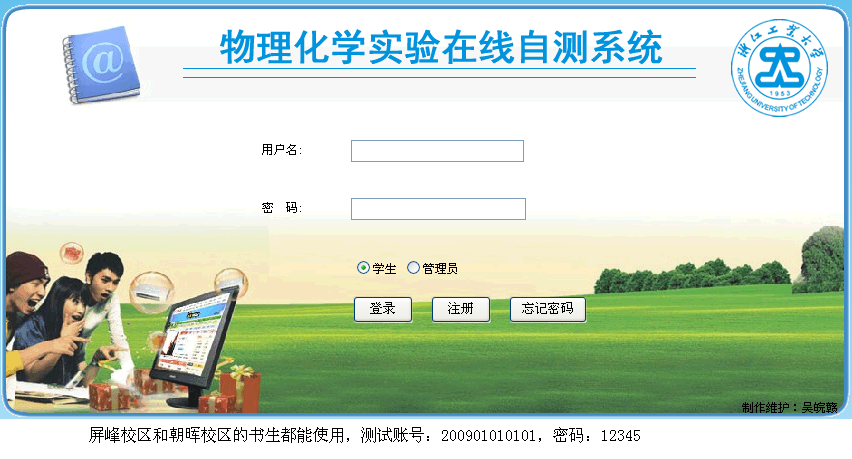 物理化学实验在线自测系统
浙江工业大学
ZHEJIANG UNIVERSITY OF TECHNOLOGY
1953
@
用户名:
密 码:
学生 管理员
登录 注册 忘记密码
制作维护：吴皖赣
屏峰校区和朝晖校区的书生都能使用，测试账号：200901010101，密码：12345